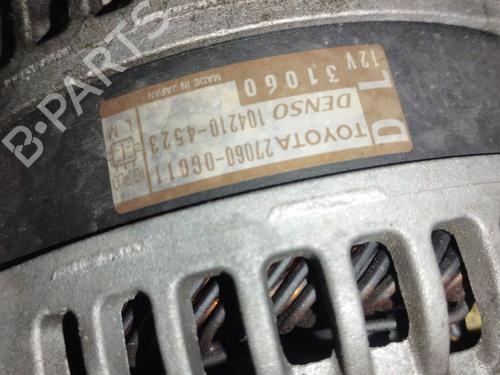 TOYOTA 27060-0G011
DENSO 104210-4523
12V 31060
MADE IN JAPAN
L M
B-PARTS